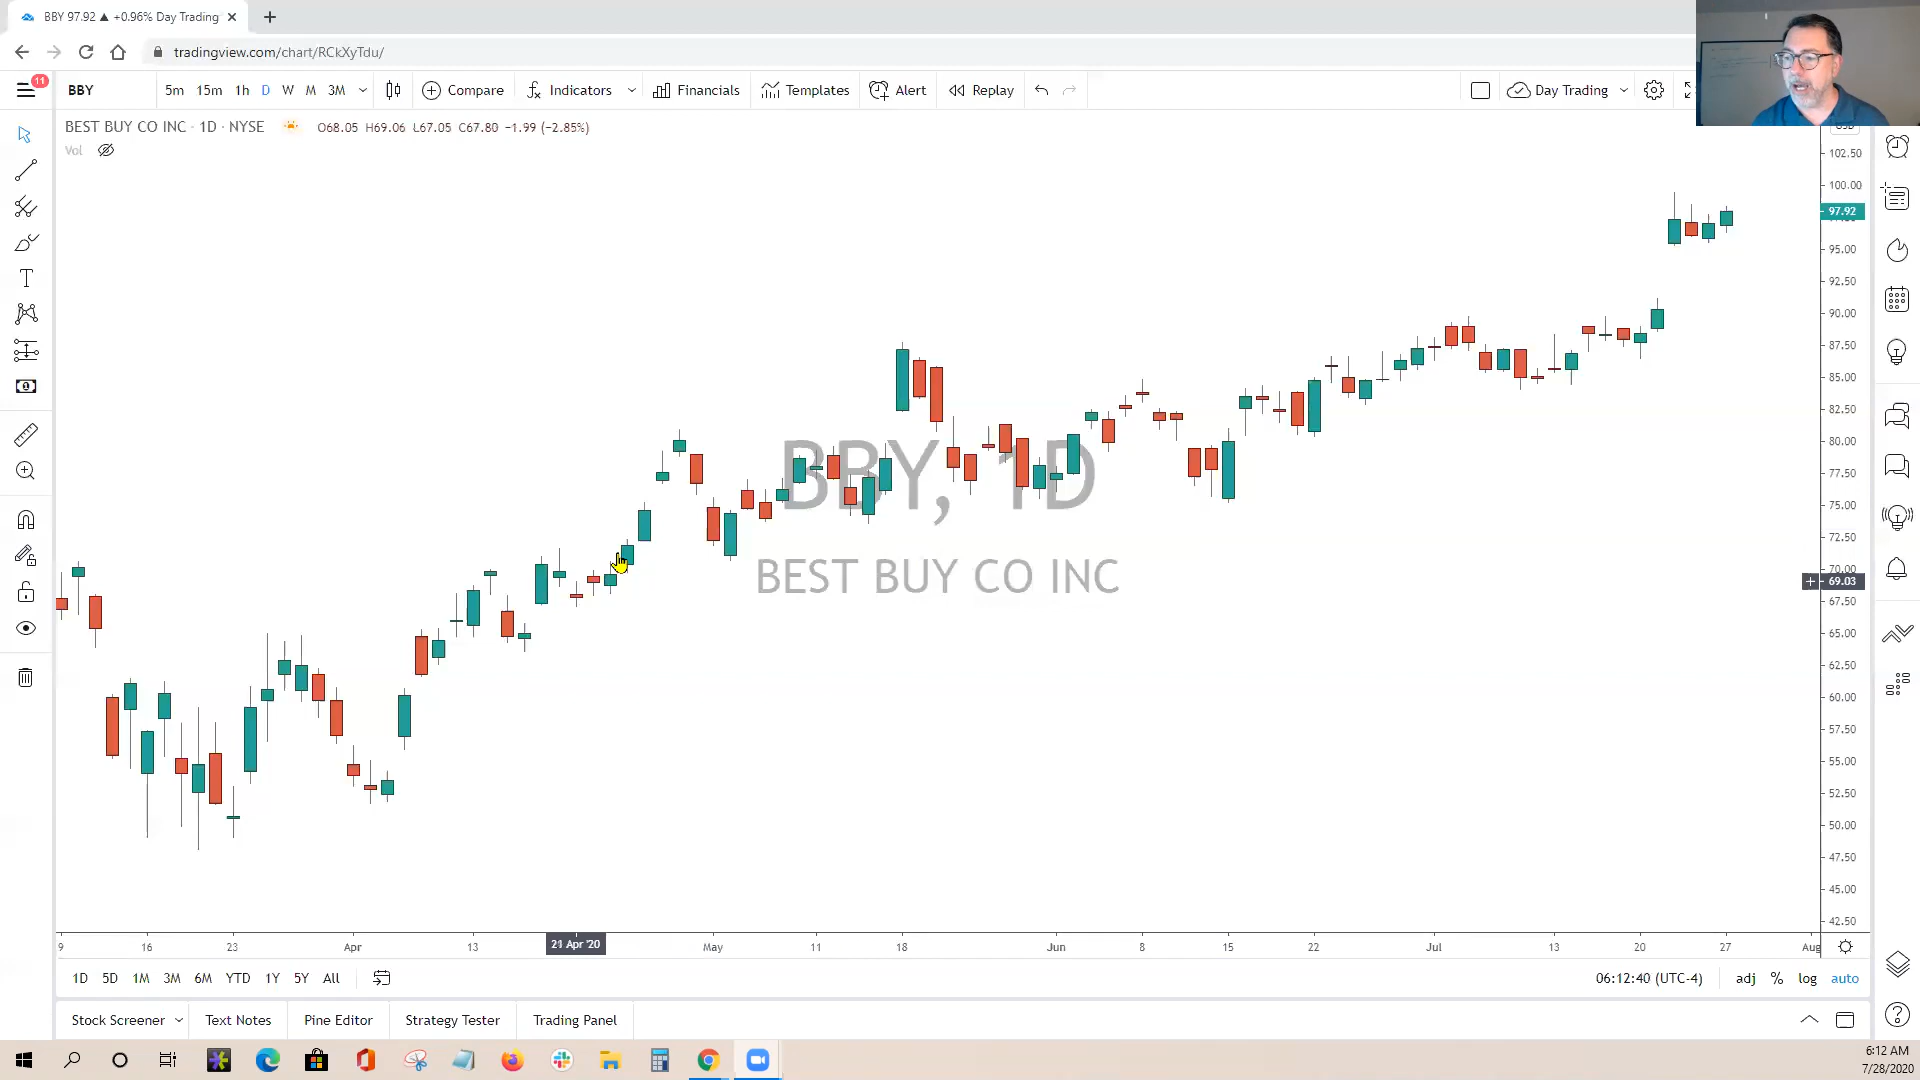 BBY 97.92 ▲ +0.96% Day Trading
tradingview.com/chart/RCkXyTdu/
11
BBY 5m 15m 1h D W M 3M Compare Indicators Financials Templates Alert Replay Day Trading
BEST BUY CO INC · 1D · NYSE O68.05 H69.06 L67.05 C67.80 −1.99 (−2.85%)
Vol
102.50
100.00
97.92
95.00
92.50
90.00
87.50
85.00
82.50
80.00
77.50
75.00
72.50
70.00
69.03
67.50
65.00
62.50
60.00
57.50
55.00
52.50
50.00
47.50
45.00
42.50
BBY, 1D
BEST BUY CO INC
9 16 23 Apr 13 21 Apr '20 May 11 18 Jun 8 15 22 Jul 13 20 27 Aug
1D 5D 1M 3M 6M YTD 1Y 5Y All 06:12:40 (UTC-4) adj % log auto
Stock Screener Text Notes Pine Editor Strategy Tester Trading Panel
6:12 AM
7/28/2020